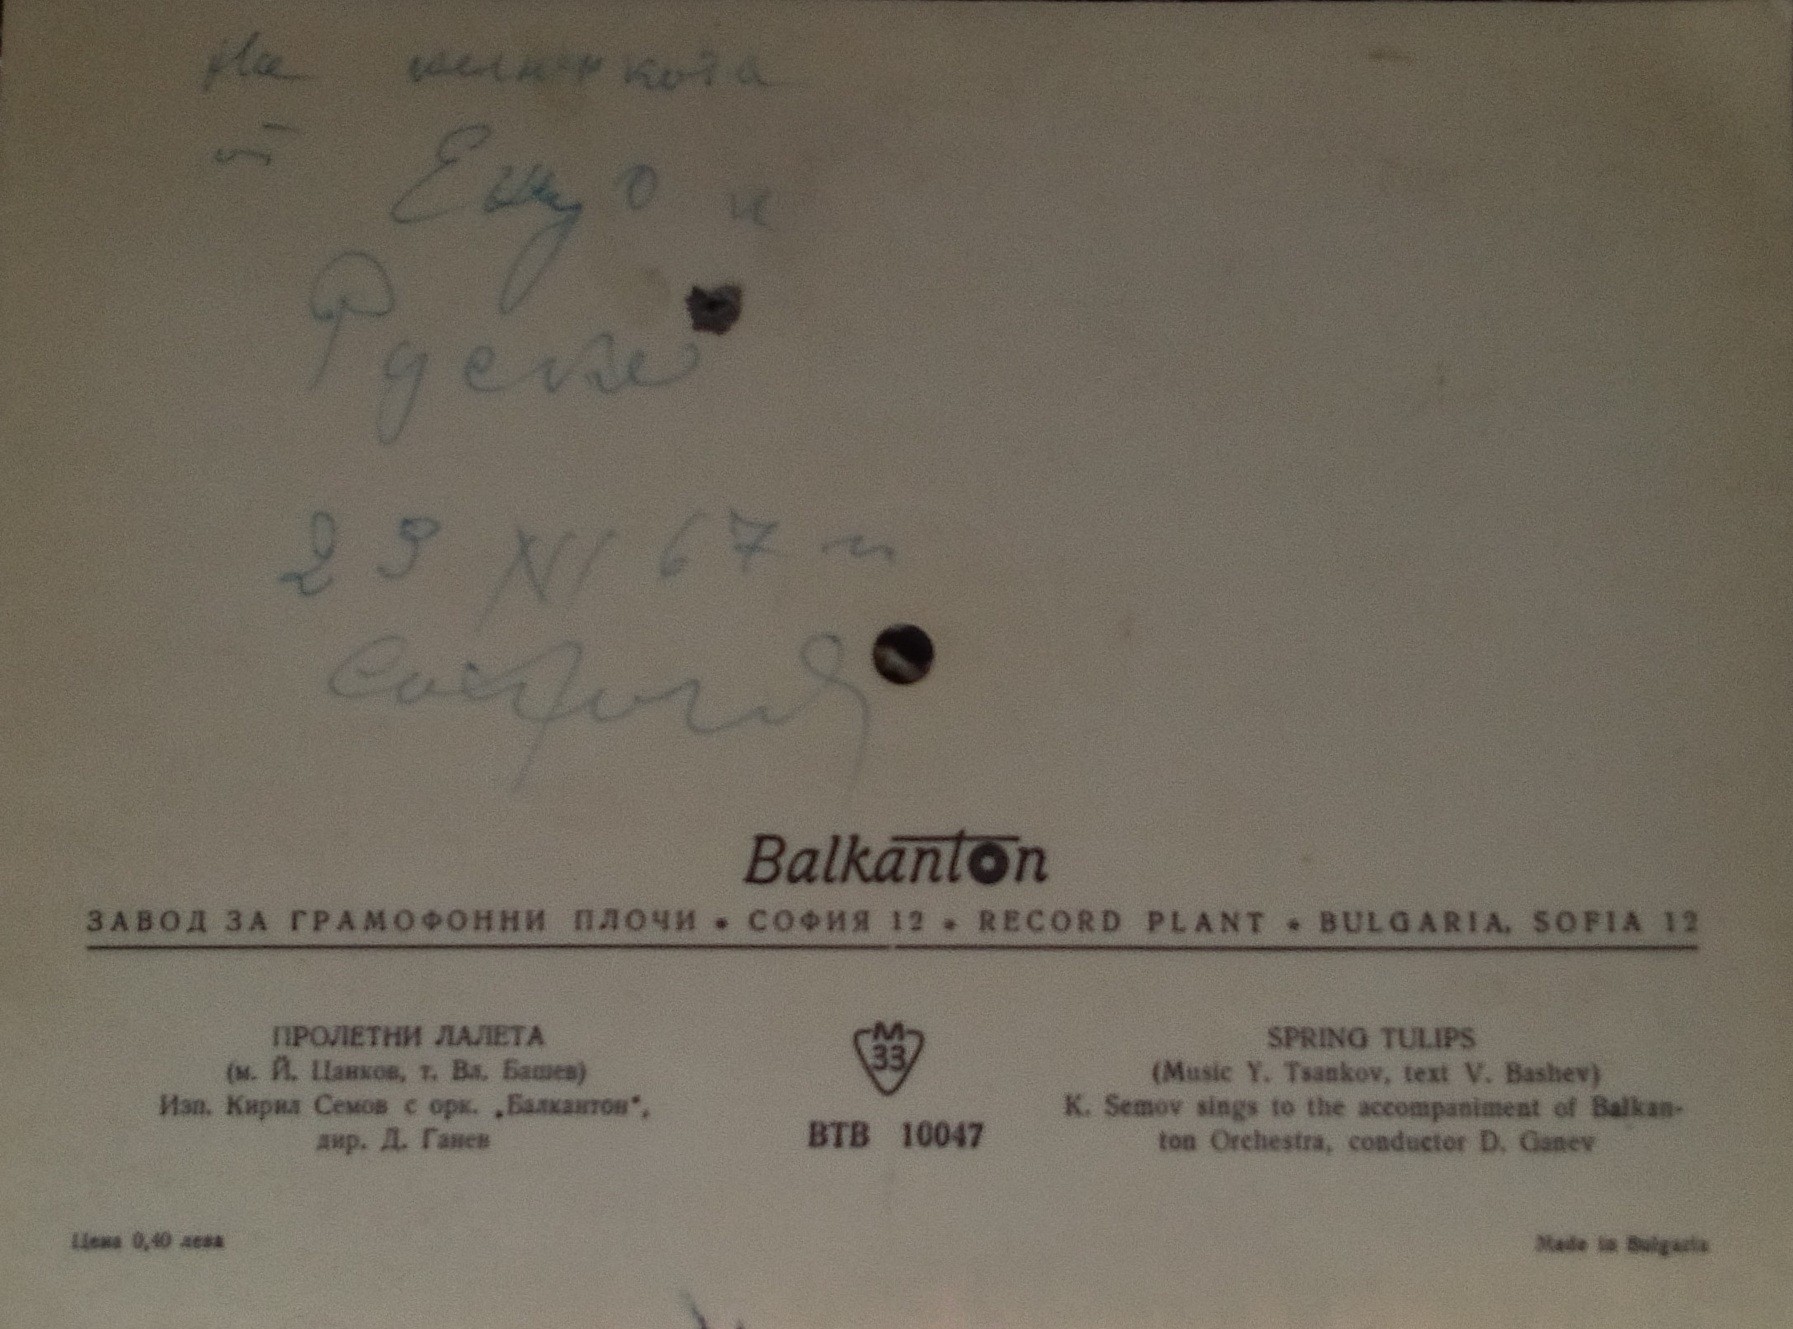 На
от
и
23 XI 67 г
София
Balkanton
ЗАВОД ЗА ГРАМОФОННИ ПЛОЧИ • СОФИЯ 12 • RECORD PLANT • BULGARIA, SOFIA 12
ПРОЛЕТНИ ЛАЛЕТА
(м. Й. Цанков, т. Вл. Башев)
Изп. Кирил Семов с орк. „Балкантон“,
дир. Д. Ганев
М
33
ВТВ 10047
SPRING TULIPS
(Music Y. Tsankov, text V. Bashev)
K. Semov sings to the accompaniment of Balkan-
ton Orchestra, conductor D. Ganev
Цена 0,40 лева
Made in Bulgaria